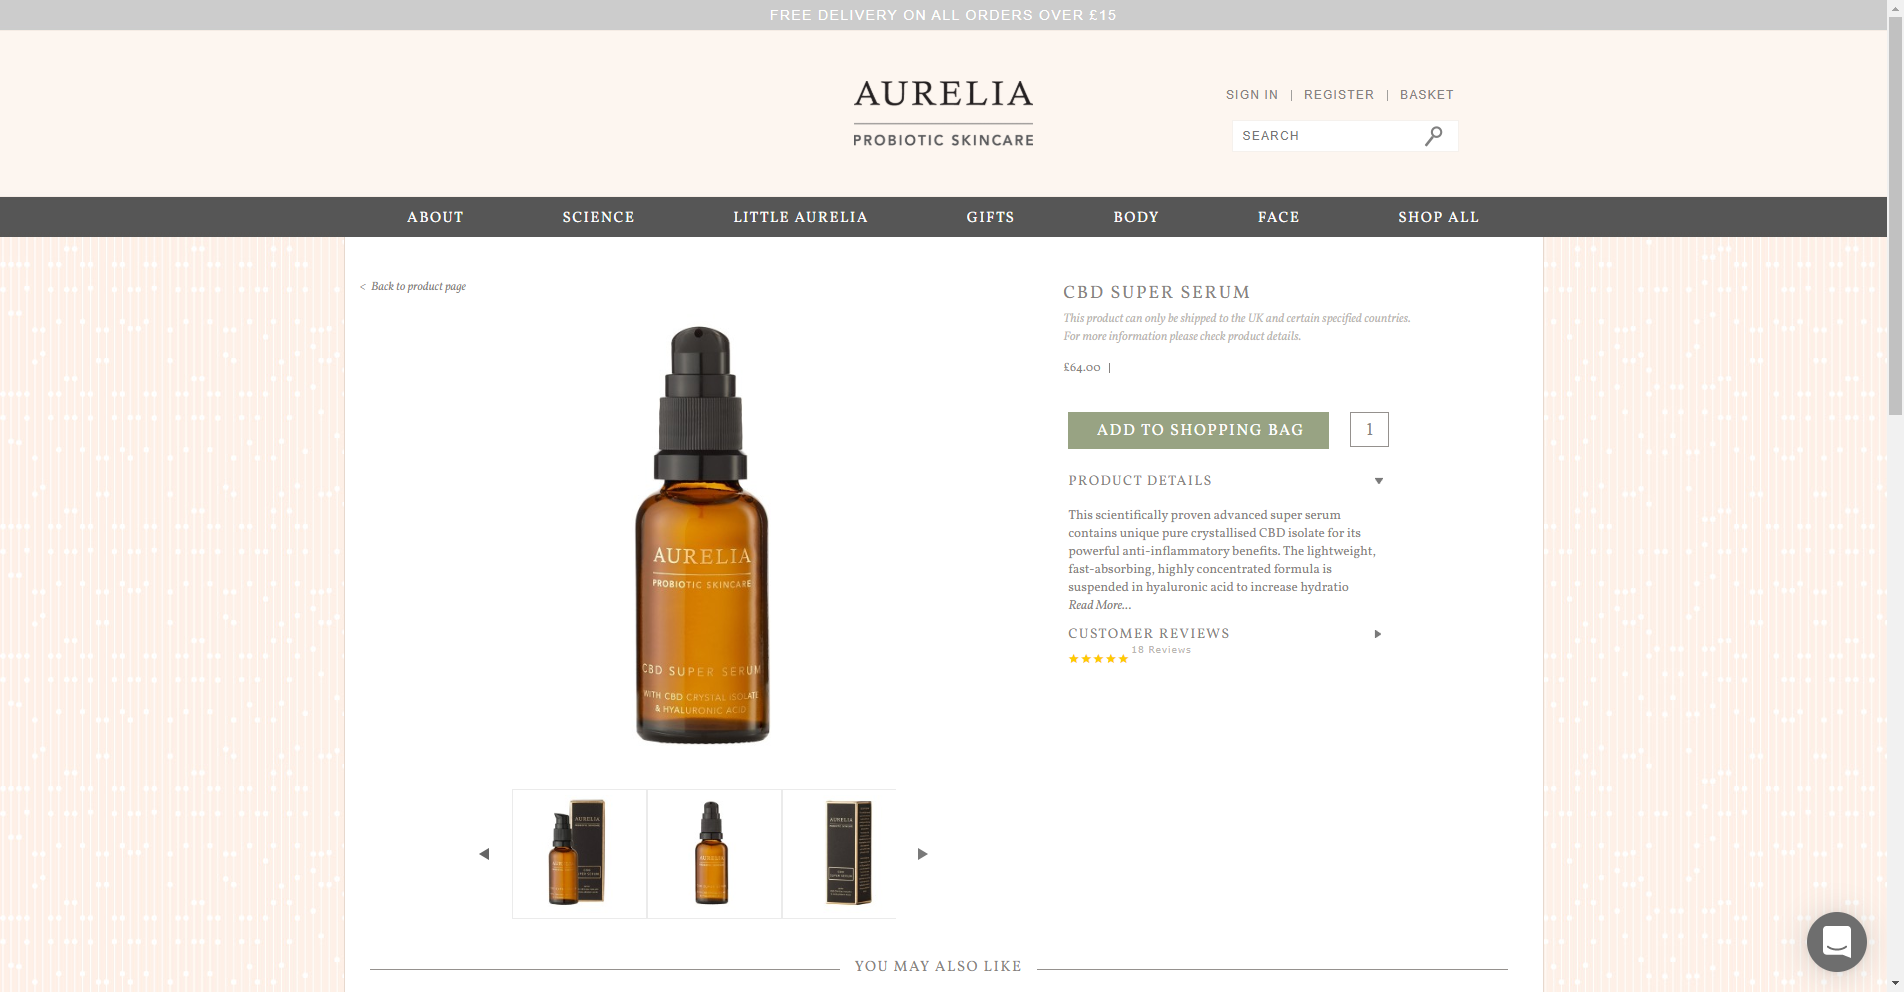 FREE DELIVERY ON ALL ORDERS OVER £15
AURELIA
PROBIOTIC SKINCARE
SIGN IN | REGISTER | BASKET
SEARCH
ABOUT SCIENCE LITTLE AURELIA GIFTS BODY FACE SHOP ALL
< Back to product page
CBD SUPER SERUM
This product can only be shipped to the UK and certain specified countries.
For more information please check product details.
£64.00 |
ADD TO SHOPPING BAG 1
PRODUCT DETAILS
This scientifically proven advanced super serum
contains unique pure crystallised CBD isolate for its
powerful anti-inflammatory benefits. The lightweight,
fast-absorbing, highly concentrated formula is
suspended in hyaluronic acid to increase hydratio
Read More...
CUSTOMER REVIEWS
18 Reviews
AURELIA
PROBIOTIC SKINCARE
CBD SUPER SERUM
WITH CBD CRYSTAL ISOLATE
& HYALURONIC ACID
AURELIA
AURELIA
AURELIA
YOU MAY ALSO LIKE